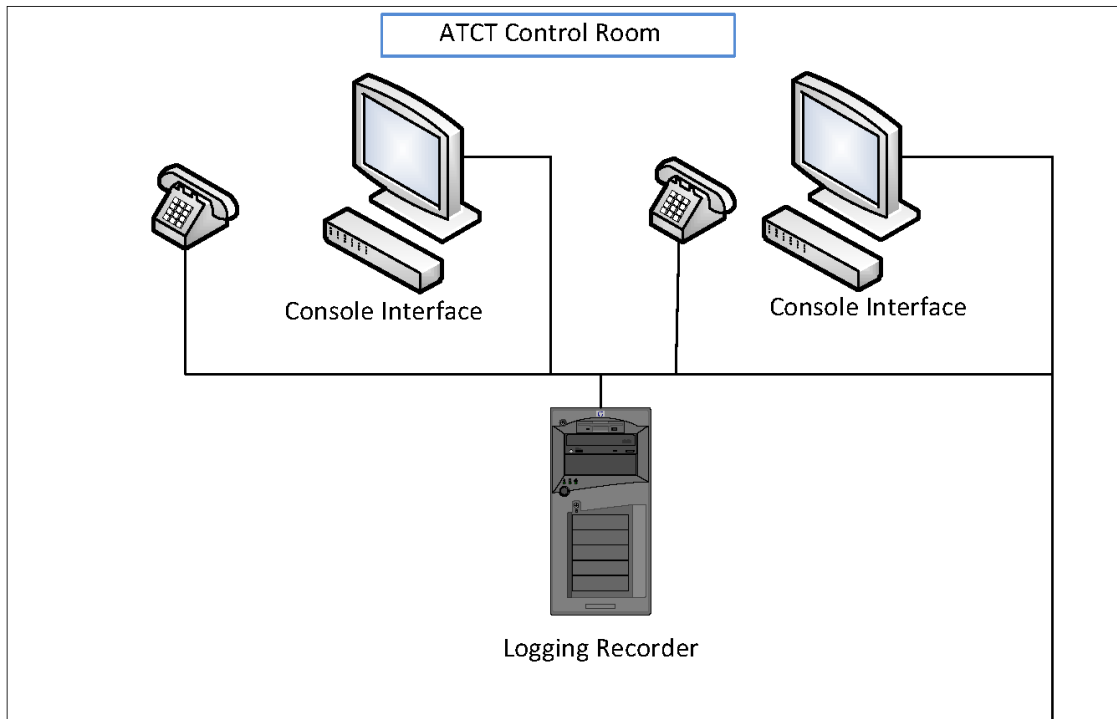 ATCT Control Room
Console Interface
Console Interface
Logging Recorder